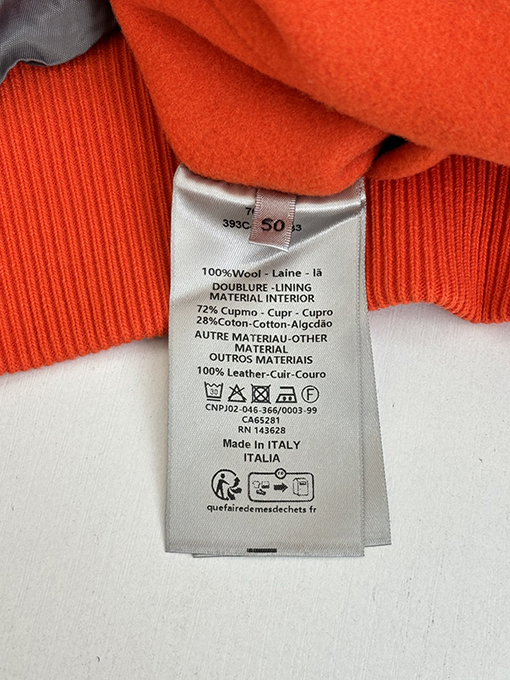 50
100%Wool - Laine - lã
DOUBLURE -LINING
MATERIAL INTERIOR
72% Cupmo - Cupr - Cupro
28%Coton-Cotton-Algcdão
AUTRE MATERIAU-OTHER
MATERIAL
OUTROS MATERIAIS
100% Leather-Cuir-Couro
30 F
CNPJ02-046-366/0003-99
CA65281
RN 143628
Made In ITALY
ITALIA
FR
quefairedemesdechets.fr